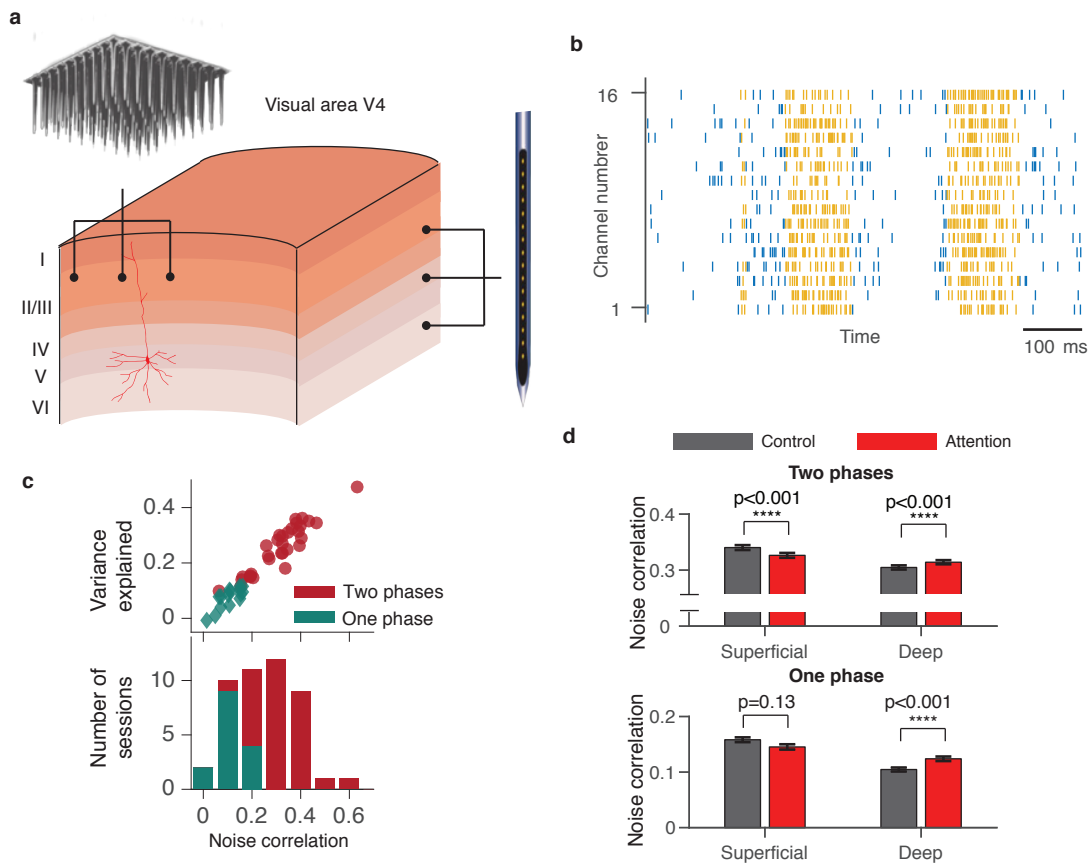 a
Visual area V4
I
II/III
IV
V
VI
b
Channel numbrer
16
1
Time
100 ms
c
Variance
explained
0.4
0.2
0
Two phases
One phase
Number of
sessions
10
5
0
0
0.2
0.4
0.6
Noise correlation
d
Control
Attention
Two phases
Noise correlation
0.4
0.3
0
p<0.001
****
p<0.001
****
Superficial
Deep
One phase
Noise correlation
0.2
0.1
0
p=0.13
p<0.001
****
Superficial
Deep